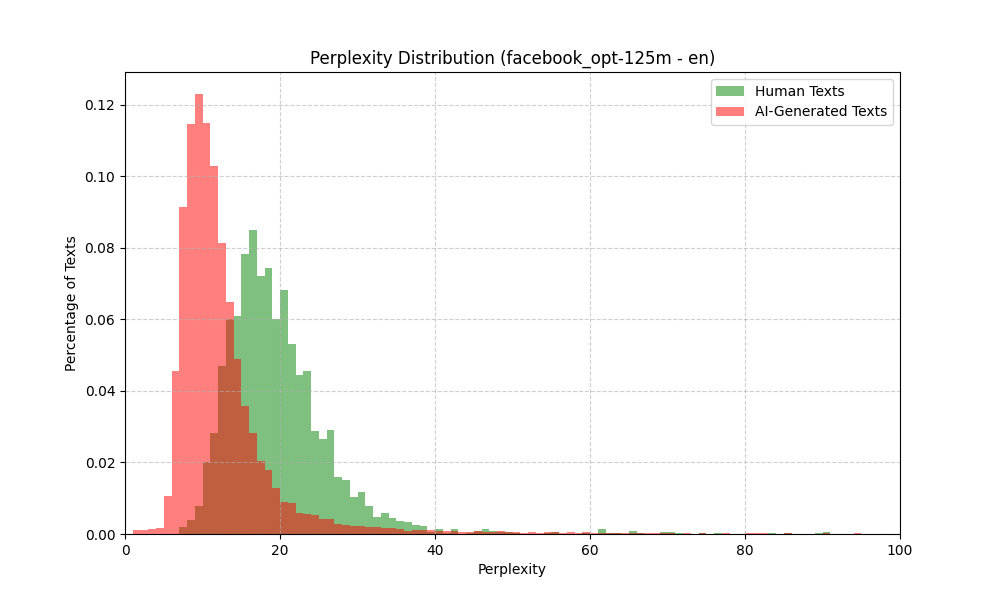 Perplexity Distribution (facebook_opt-125m - en)
Human Texts
AI-Generated Texts
Percentage of Texts
0.12
0.10
0.08
0.06
0.04
0.02
0.00
0 20 40 60 80 100
Perplexity